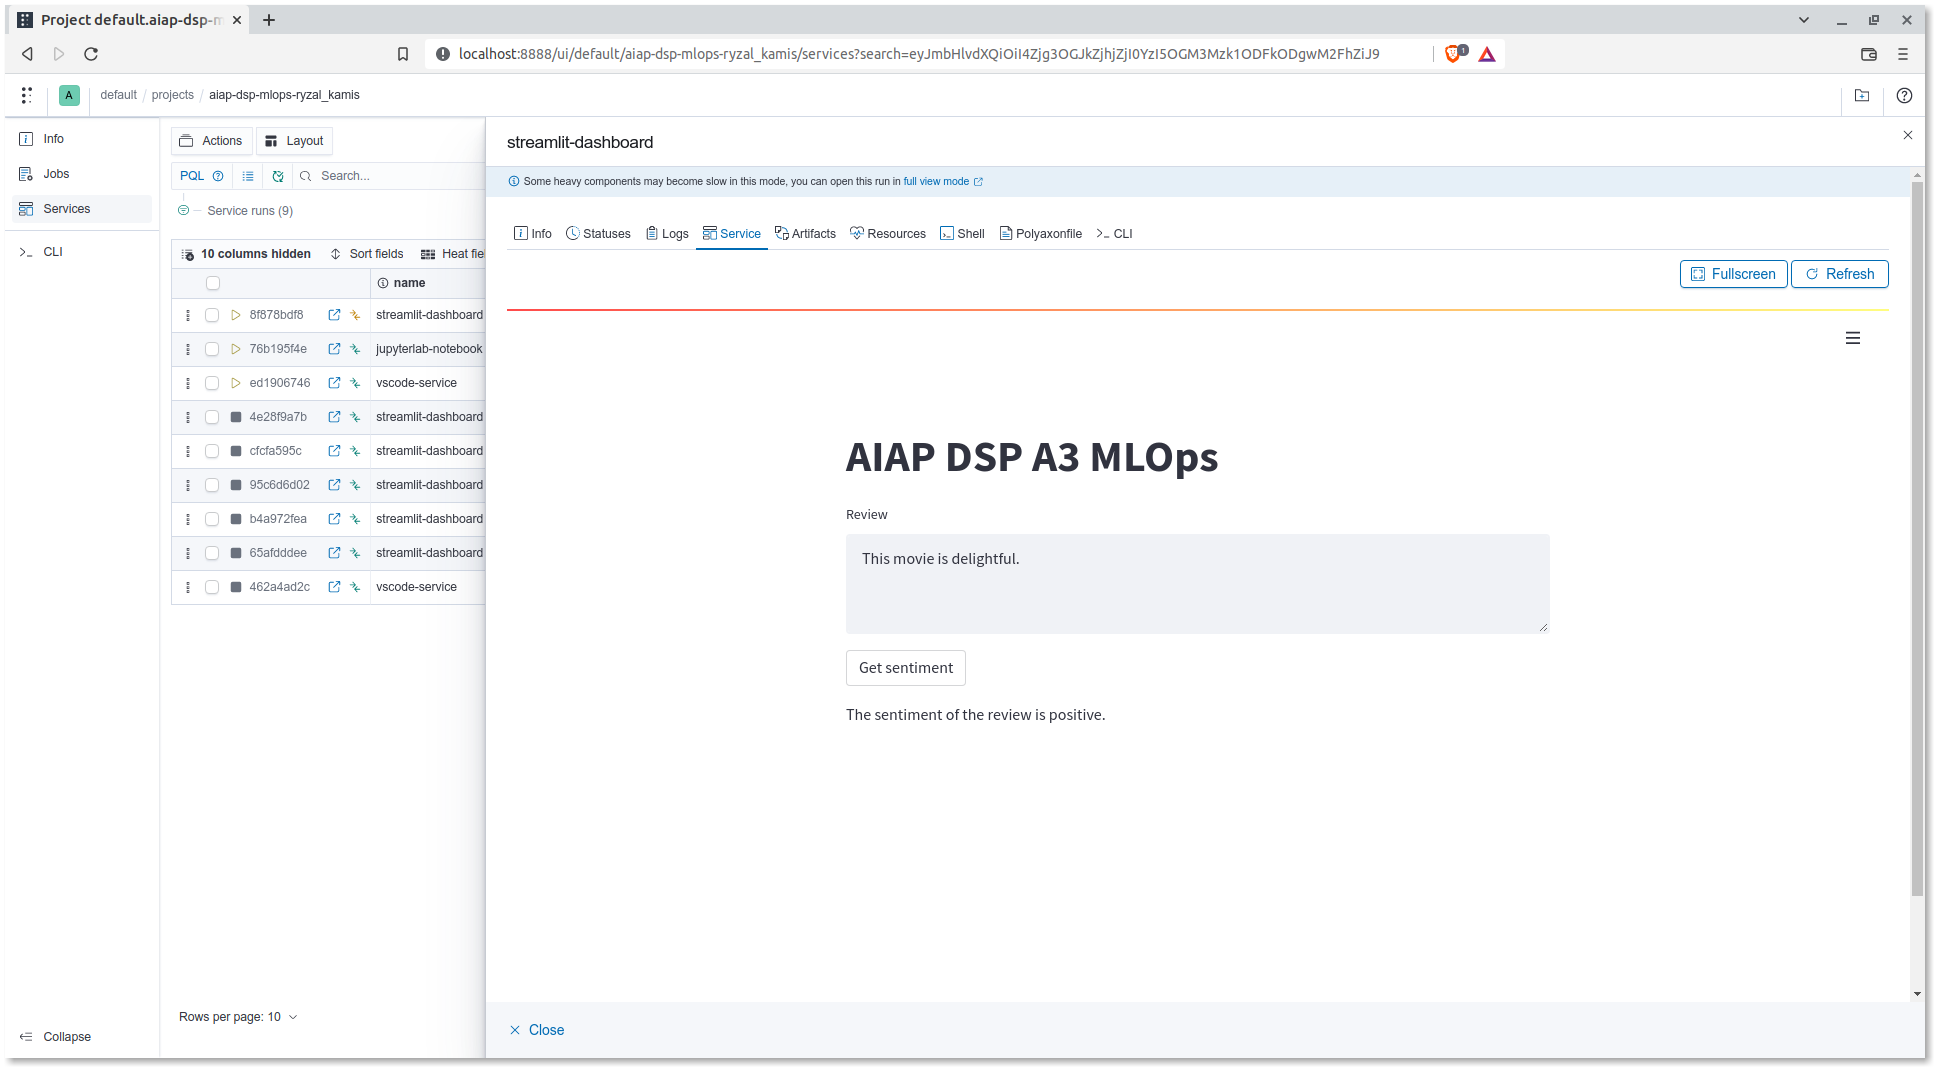 Project default.aiap-dsp-m
localhost:8888/ui/default/aiap-dsp-mlops-ryzal_kamis/services?search=eyJmbHlvdXQiOiI4Zjg3OGJkZjhjZjI0YzI5OGM3Mzk1ODFkODgwM2FhZiJ9
1
A
default / projects / aiap-dsp-mlops-ryzal_kamis
Info
Jobs
Services
CLI
Collapse
Actions
Layout
PQL
Search...
Service runs (9)
10 columns hidden
Sort fields
Heat fie
name
8f878bdf8 streamlit-dashboard
76b195f4e jupyterlab-notebook
ed1906746 vscode-service
4e28f9a7b streamlit-dashboard
cfcfa595c streamlit-dashboard
95c6d6d02 streamlit-dashboard
b4a972fea streamlit-dashboard
65afdddee streamlit-dashboard
462a4ad2c vscode-service
Rows per page: 10
streamlit-dashboard
Some heavy components may become slow in this mode, you can open this run in full view mode
Info
Statuses
Logs
Service
Artifacts
Resources
Shell
Polyaxonfile
CLI
Fullscreen
Refresh
AIAP DSP A3 MLOps
Review
This movie is delightful.
Get sentiment
The sentiment of the review is positive.
Close